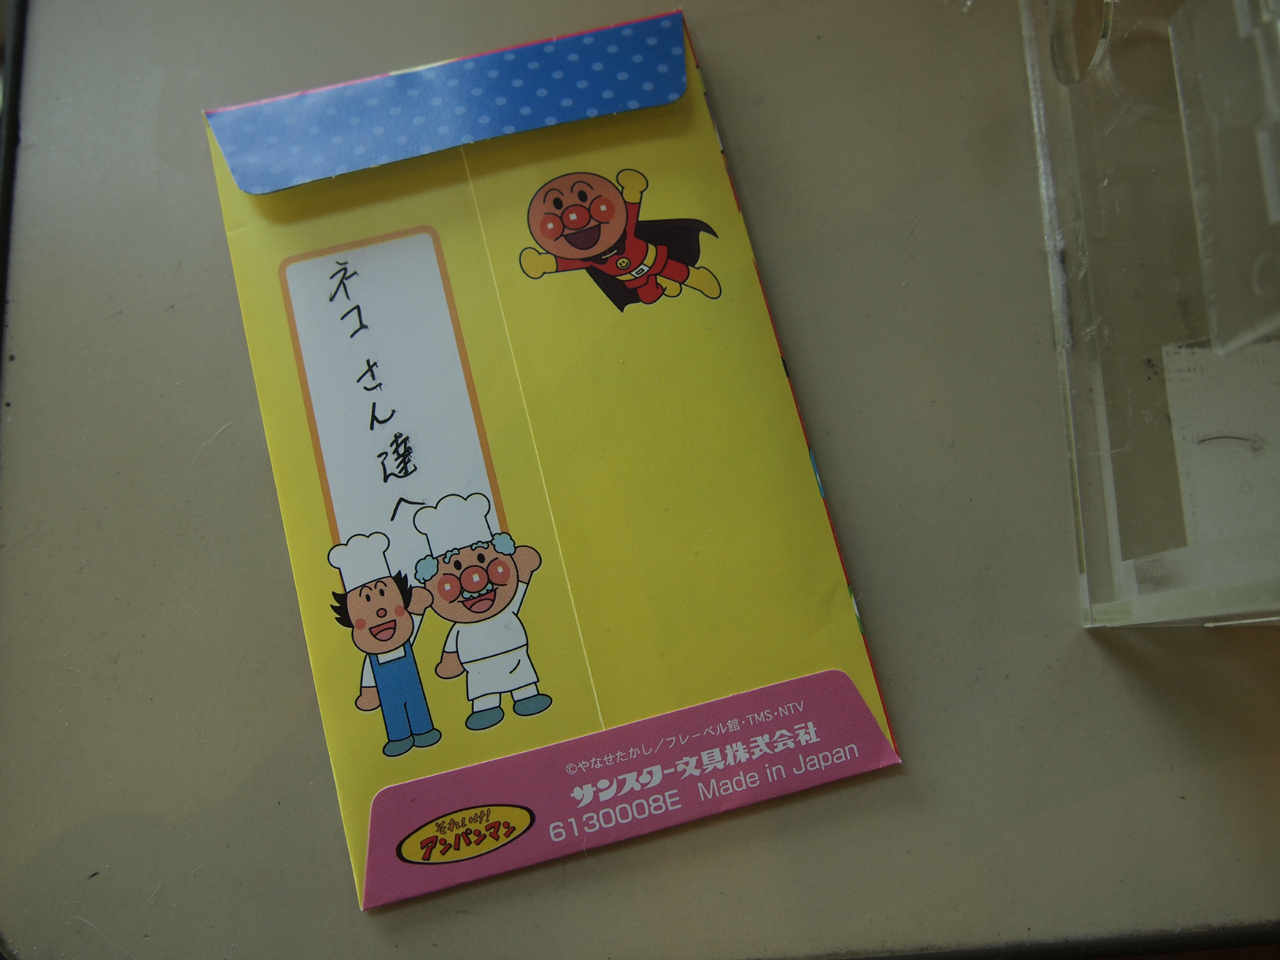 ネコさん達へ
©やなせたかし／フレーベル館・TMS・NTV
サンスター文具株式会社
6130008E Made in Japan
それいけ!
アンパンマン